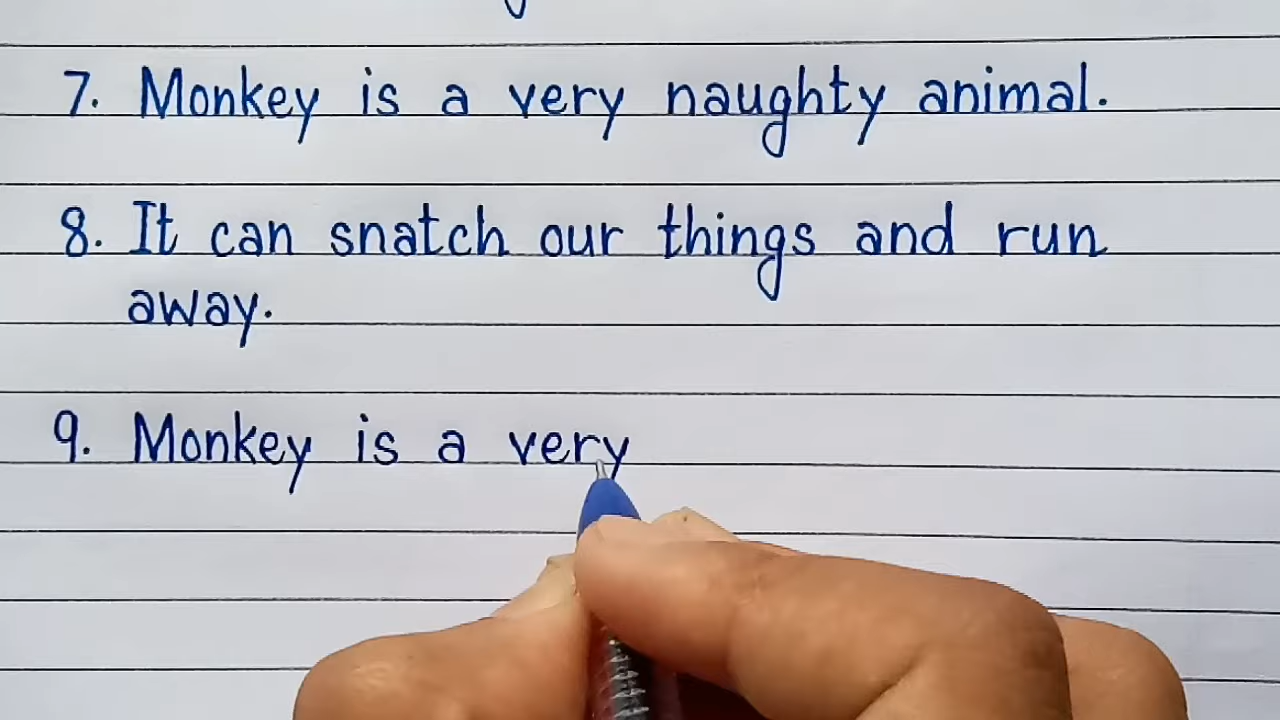 7. Monkey is a very naughty animal.
8. It can snatch our things and run
away.
9. Monkey is a very